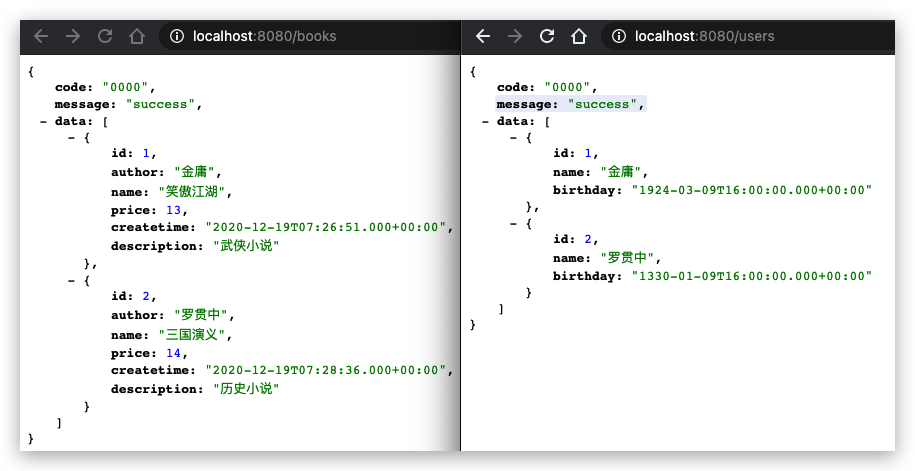 localhost:8080/books
{
code: "0000",
message: "success",
- data: [
- {
id: 1,
author: "金庸",
name: "笑傲江湖",
price: 13,
createtime: "2020-12-19T07:26:51.000+00:00",
description: "武侠小说"
},
- {
id: 2,
author: "罗贯中",
name: "三国演义",
price: 14,
createtime: "2020-12-19T07:28:36.000+00:00",
description: "历史小说"
}
]
}
localhost:8080/users
{
code: "0000",
message: "success",
- data: [
- {
id: 1,
name: "金庸",
birthday: "1924-03-09T16:00:00.000+00:00"
},
- {
id: 2,
name: "罗贯中",
birthday: "1330-01-09T16:00:00.000+00:00"
}
]
}